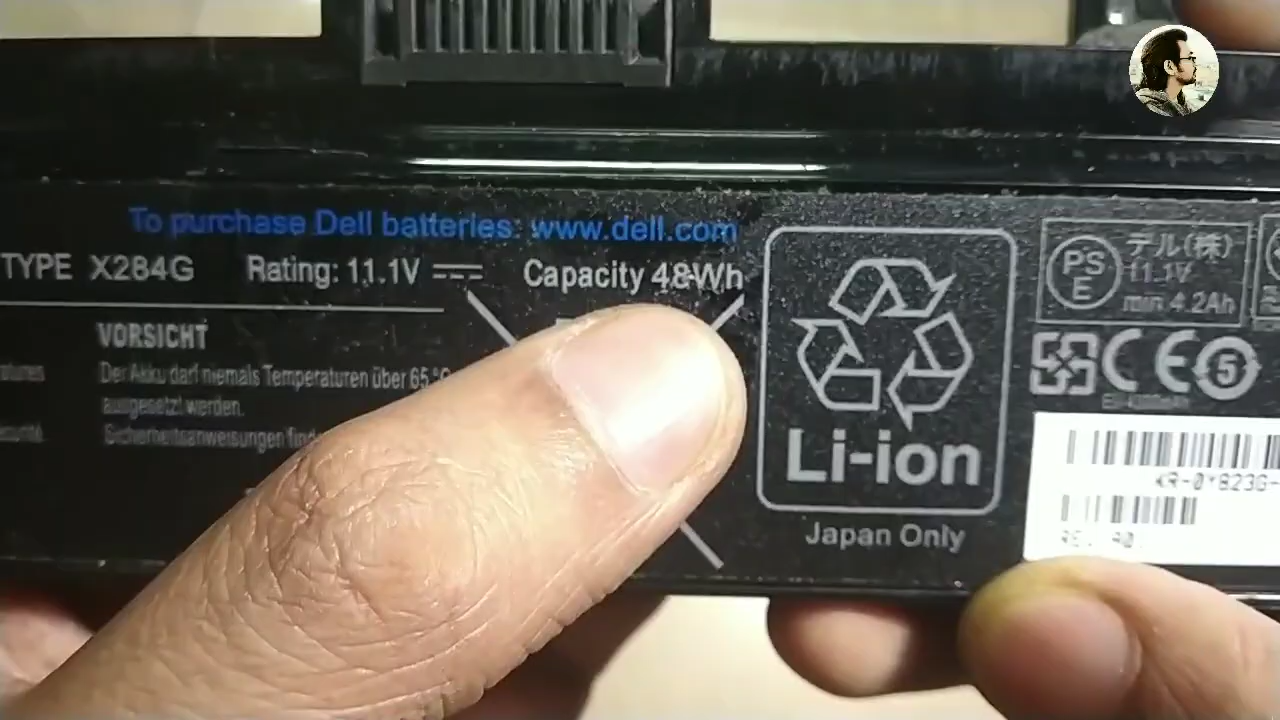 To purchase Dell batteries: www.dell.com
TYPE X284G Rating: 11.1V Capacity 48Wh
VORSICHT
Der Akku darf niemals Temperaturen über 65 °C
ausgesetzt werden.
Sicherheitsanweisungen find
Li-ion
Japan Only
PS
E
デル(株)
11.1V
min 4.2Ah
CE
5